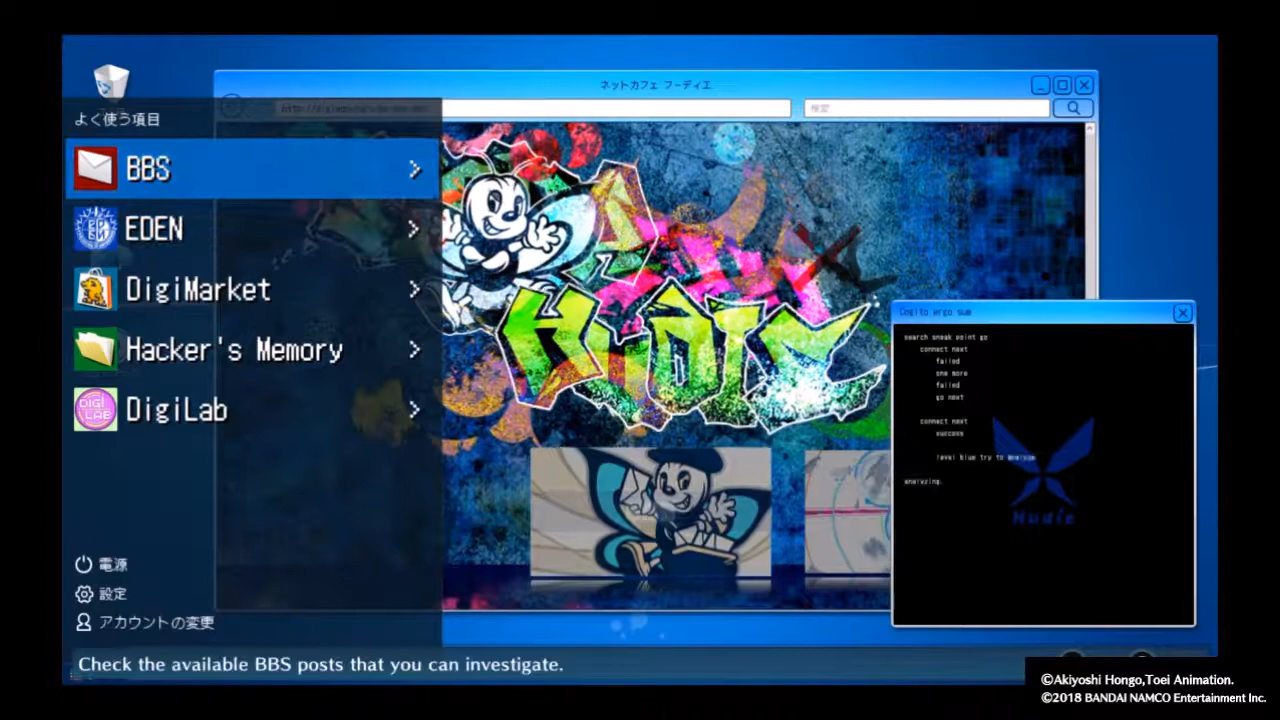 ネットカフェ フーディエ
よく使う項目
検索
BBS
EDEN
DigiMarket
Hacker's Memory
DigiLab
DIGI LAB
Hudie
Cogito ergo sum
search sneak point go
connect next
failed
one more
failed
go next
connect next
success
level blue try to
analyzing.
Hudie
電源
設定
アカウントの変更
Check the available BBS posts that you can investigate.
©Akiyoshi Hongo,Toei Animation.
©2018 BANDAI NAMCO Entertainment Inc.